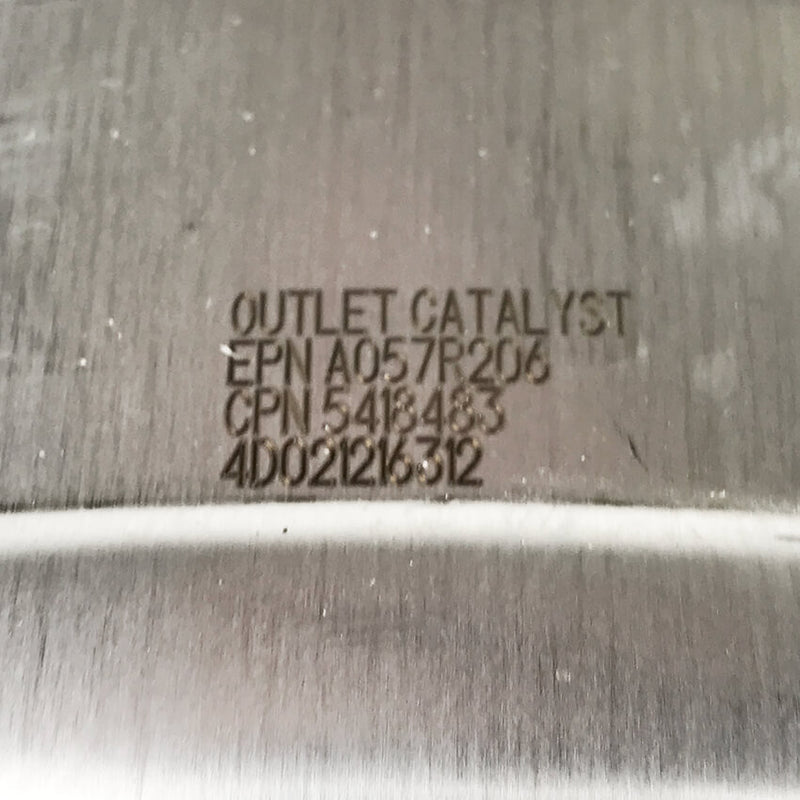 OUTLET CATALYST
EPN A057R206
CPN 5418483
4D021216312